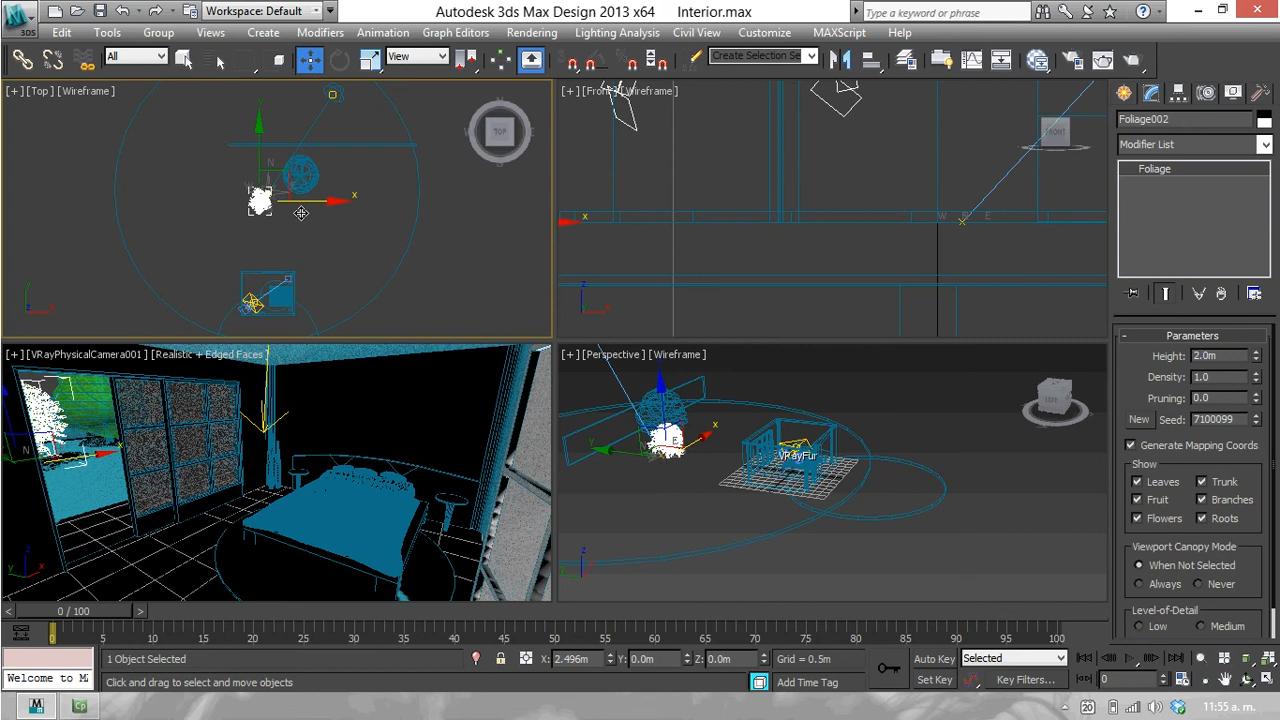 3DS
Workspace: Default
Autodesk 3ds Max Design 2013 x64 Interior.max
Type a keyword or phrase
Edit Tools Group Views Create Modifiers Animation Graph Editors Rendering Lighting Analysis Civil View Customize MAXScript Help
All View Create Selection Se
[+] [Top] [Wireframe]
TOP
N
x
[+] [Front] [Wireframe]
FRONT
x W E
Foliage002
Modifier List
Foliage
Parameters
Height: 2.0m
Density: 1.0
Pruning: 0.0
New Seed: 7100099
Generate Mapping Coords
Show
Leaves Trunk
Fruit Branches
Flowers Roots
Viewport Canopy Mode
When Not Selected
Always Never
Level-of-Detail
Low Medium
[+] [VRayPhysicalCamera001] [Realistic + Edged Faces]
N x
[+] [Perspective] [Wireframe]
x y E
VRayFur
0 / 100
0 5 10 15 20 25 30 35 40 45 50 55 60 65 70 75 80 85 90 95 100
1 Object Selected X: 2.496m Y: 0.0m Z: 0.0m Grid = 0.5m Auto Key Selected
Welcome to M Click and drag to select and move objects Add Time Tag Set Key Key Filters... 0
M Cp 20 11:55 a. m.